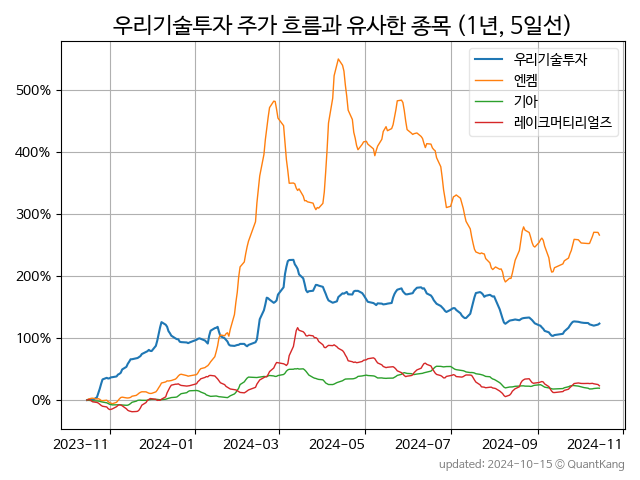 우리기술투자 주가 흐름과 유사한 종목 (1년, 5일선)
우리기술투자
엔켐
기아
레이크머티리얼즈
500%
400%
300%
200%
100%
0%
2023-11 2024-01 2024-03 2024-05 2024-07 2024-09 2024-11
updated: 2024-10-15 © QuantKang